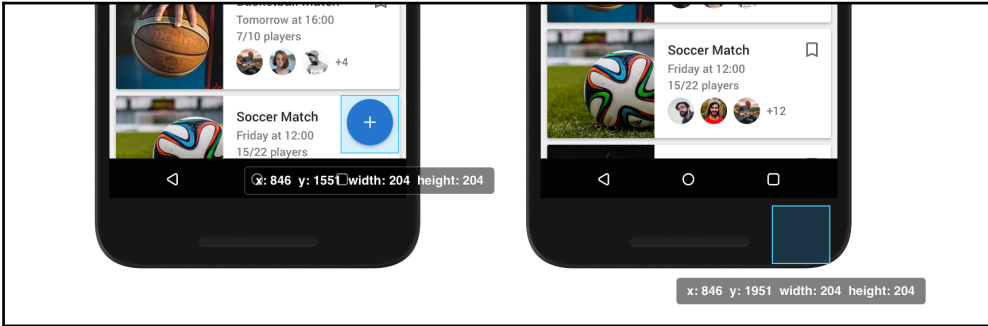 Basketball Match
Tomorrow at 16:00
7/10 players
+4
Soccer Match
Friday at 12:00
15/22 players
x: 846 y: 1551 width: 204 height: 204
Soccer Match
Friday at 12:00
15/22 players
+12
x: 846 y: 1951 width: 204 height: 204